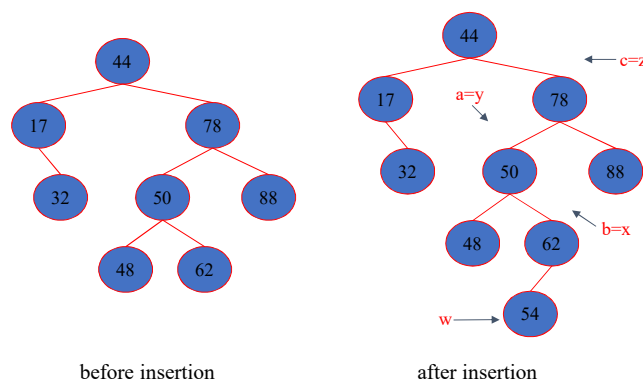 44
17
78
32
50
88
48
62
before insertion
44
c=z
17
a=y
78
32
50
88
48
62
b=x
w
54
after insertion